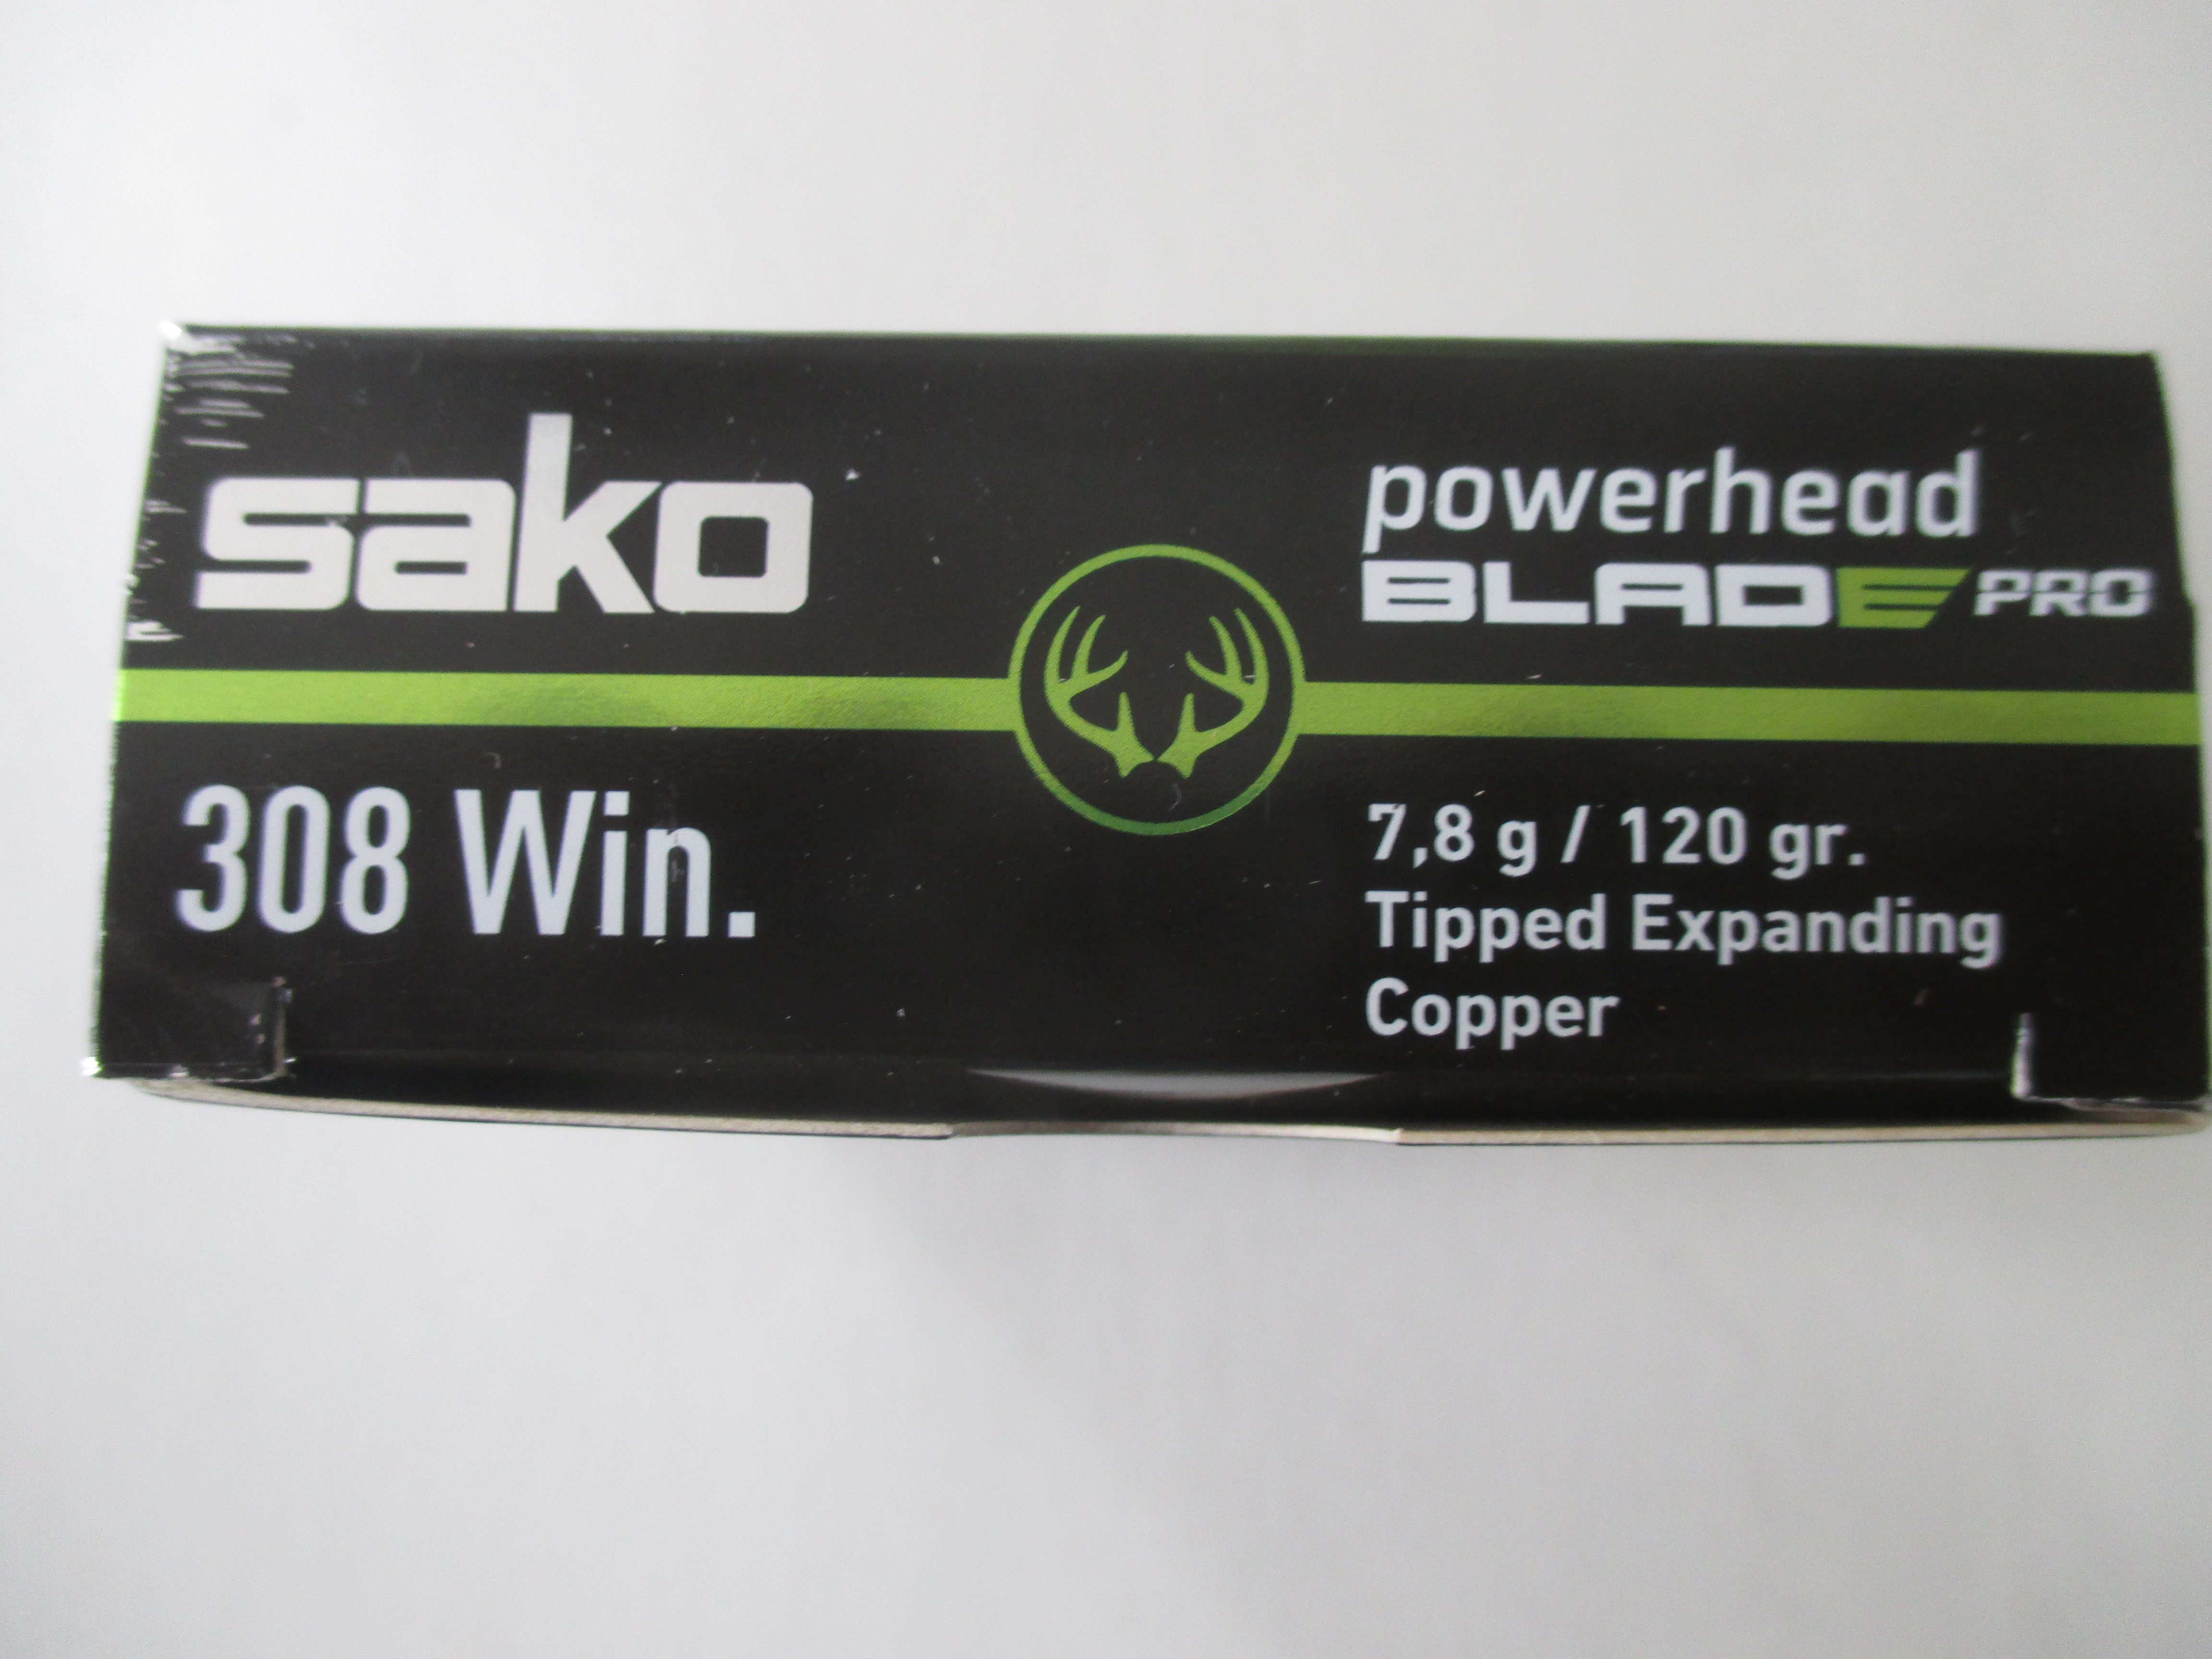 sako
powerhead
BLADE PRO
308 Win.
7,8 g / 120 gr.
Tipped Expanding
Copper